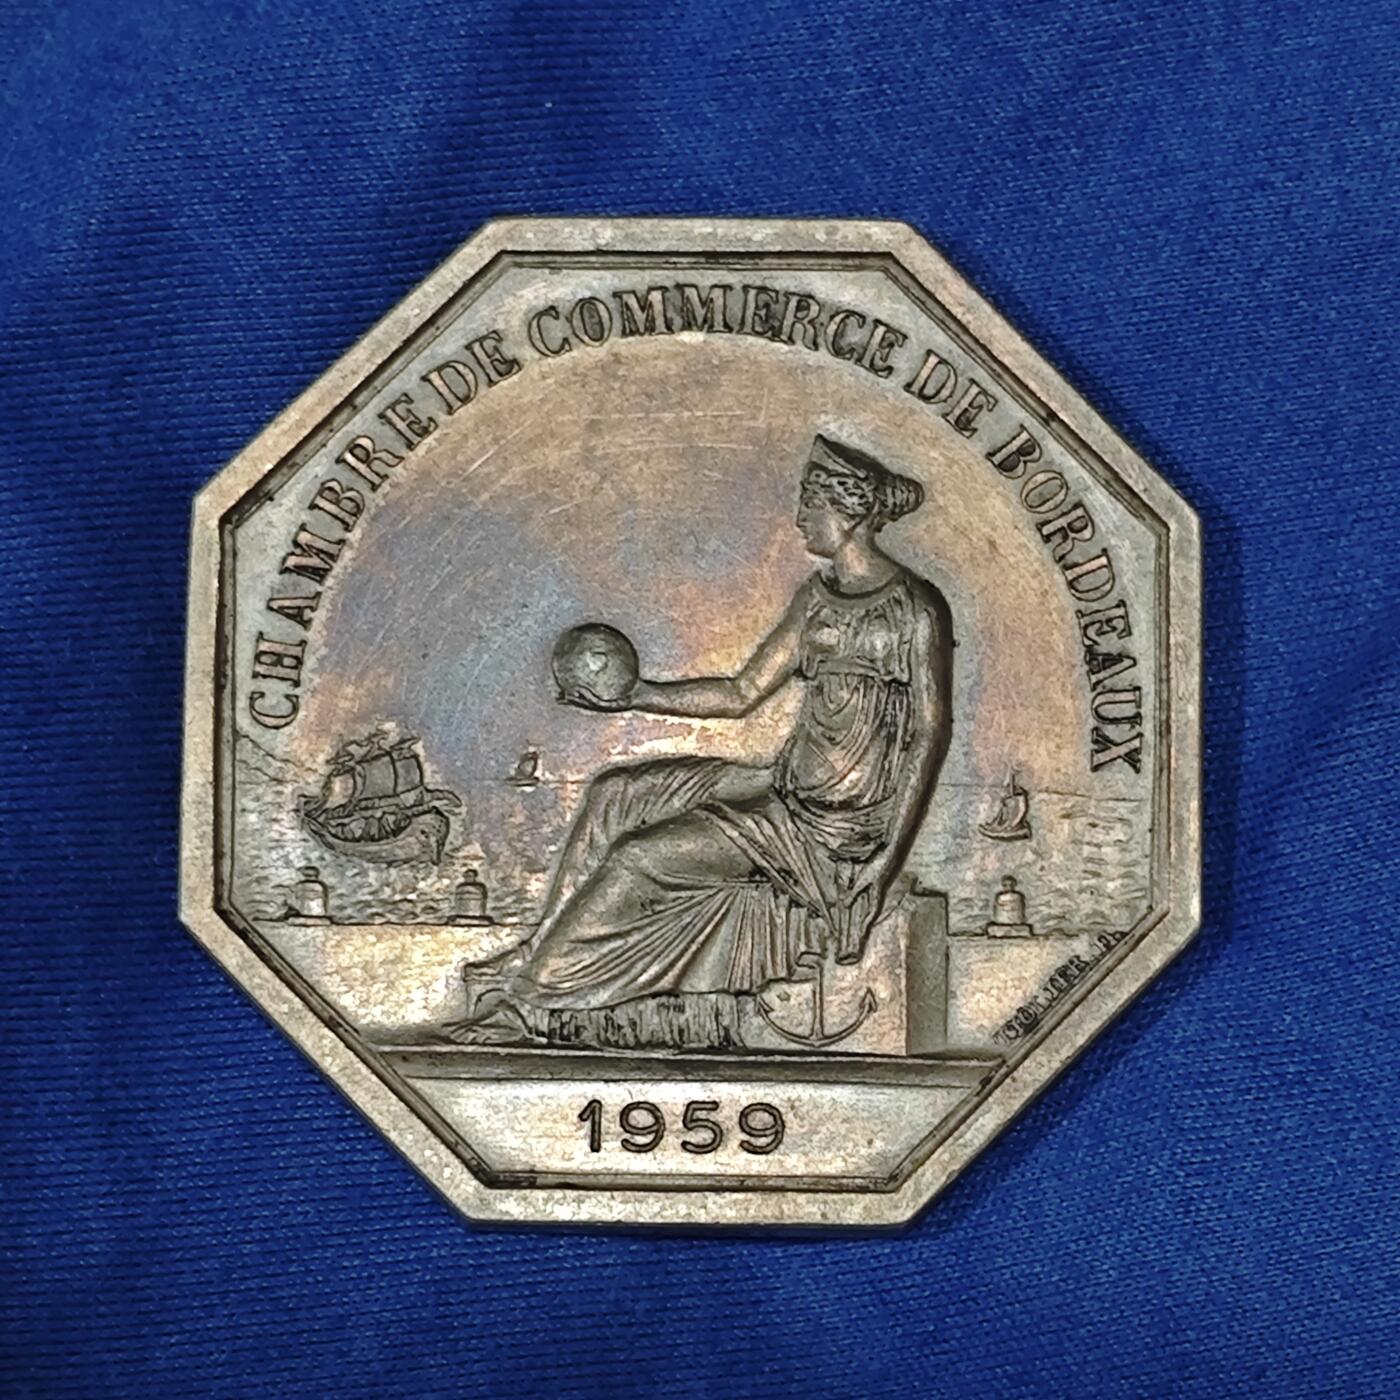 CHAMBRE DE COMMERCE DE BORDEAUX
1959